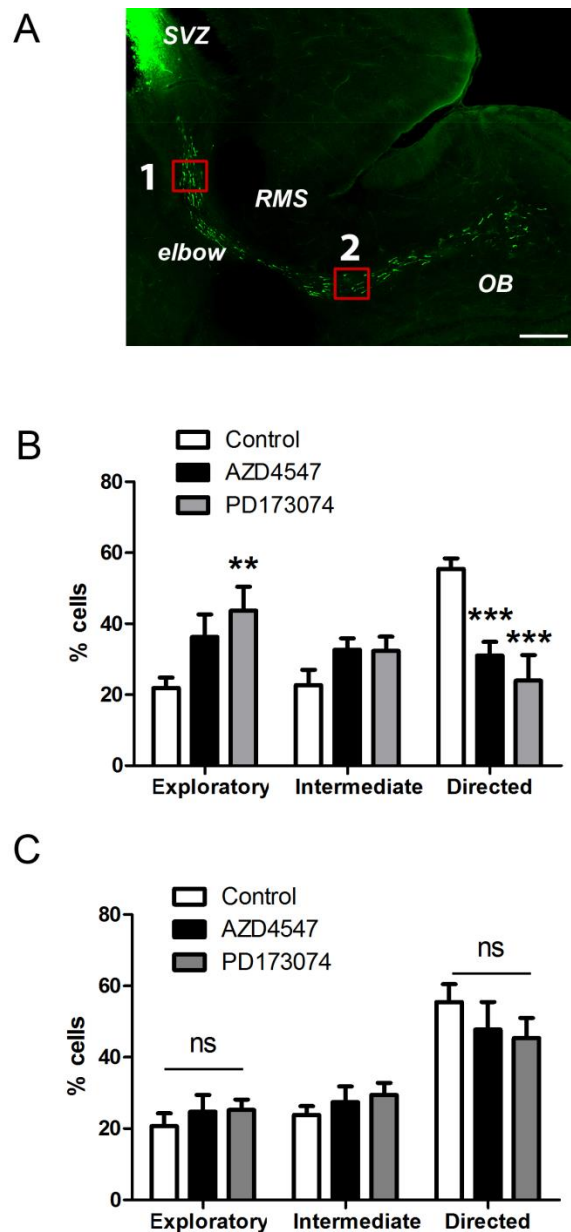 A
SVZ
1
RMS
elbow
2
OB
B
Control
AZD4547
PD173074
80
60
40
20
0
% cells
**
***
***
Exploratory Intermediate Directed
C
Control
AZD4547
PD173074
80
60
40
20
0
% cells
ns
ns
Exploratory Intermediate Directed